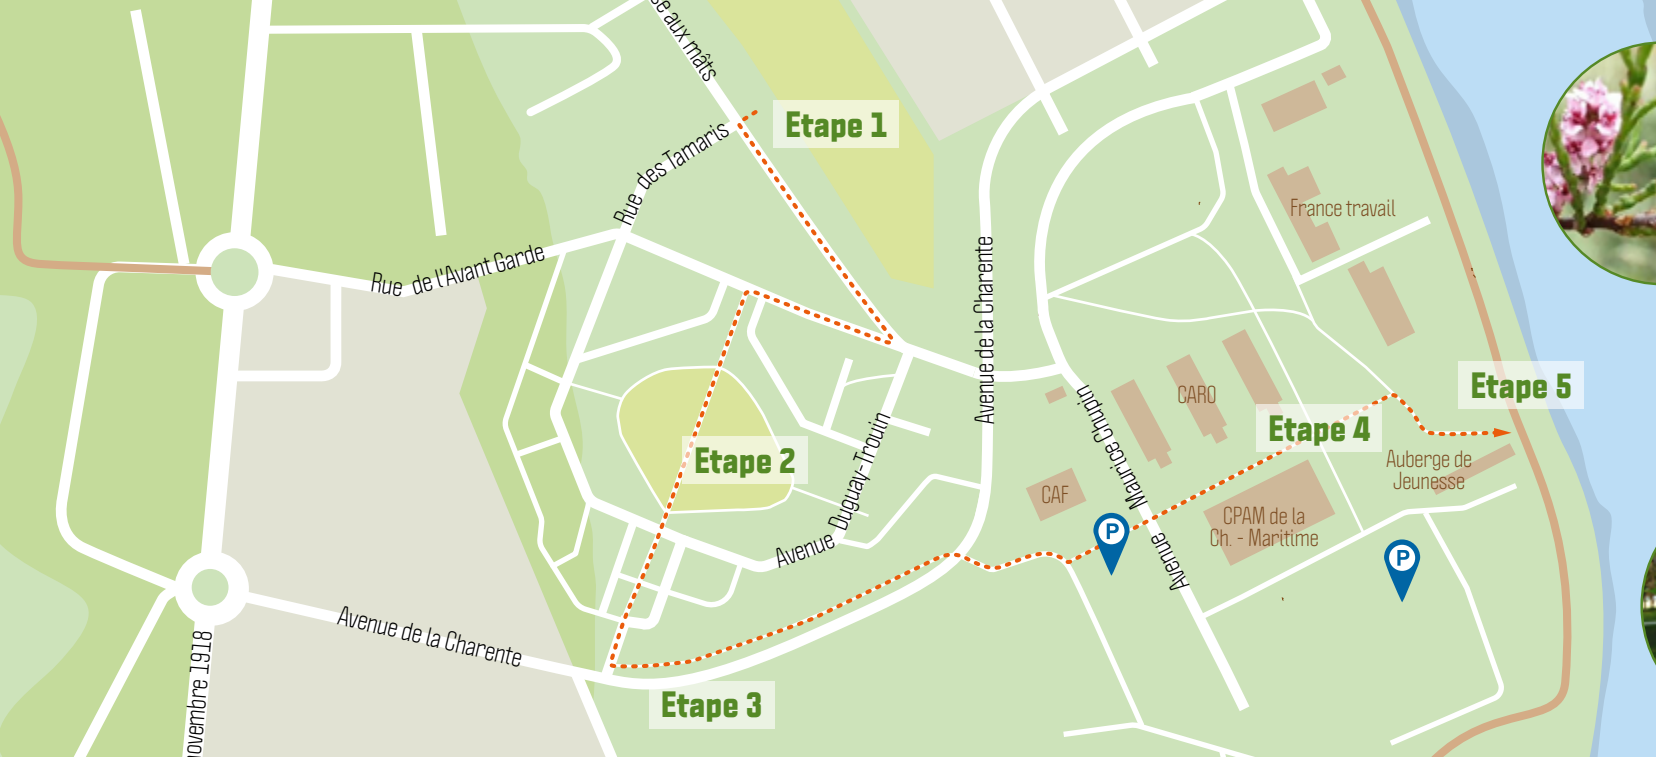 se aux mâts
Etape 1
Rue des Tamaris
France travail
Rue de l'Avant Garde
Avenue de la Charente
Etape 5
CARO
Avenue Maurice Chupin
Etape 4
Etape 2
Avenue Duguay-Trouin
Auberge de
Jeunesse
CAF
CPAM de la
Ch. - Maritime
P
P
Avenue de la Charente
novembre 1918
Etape 3